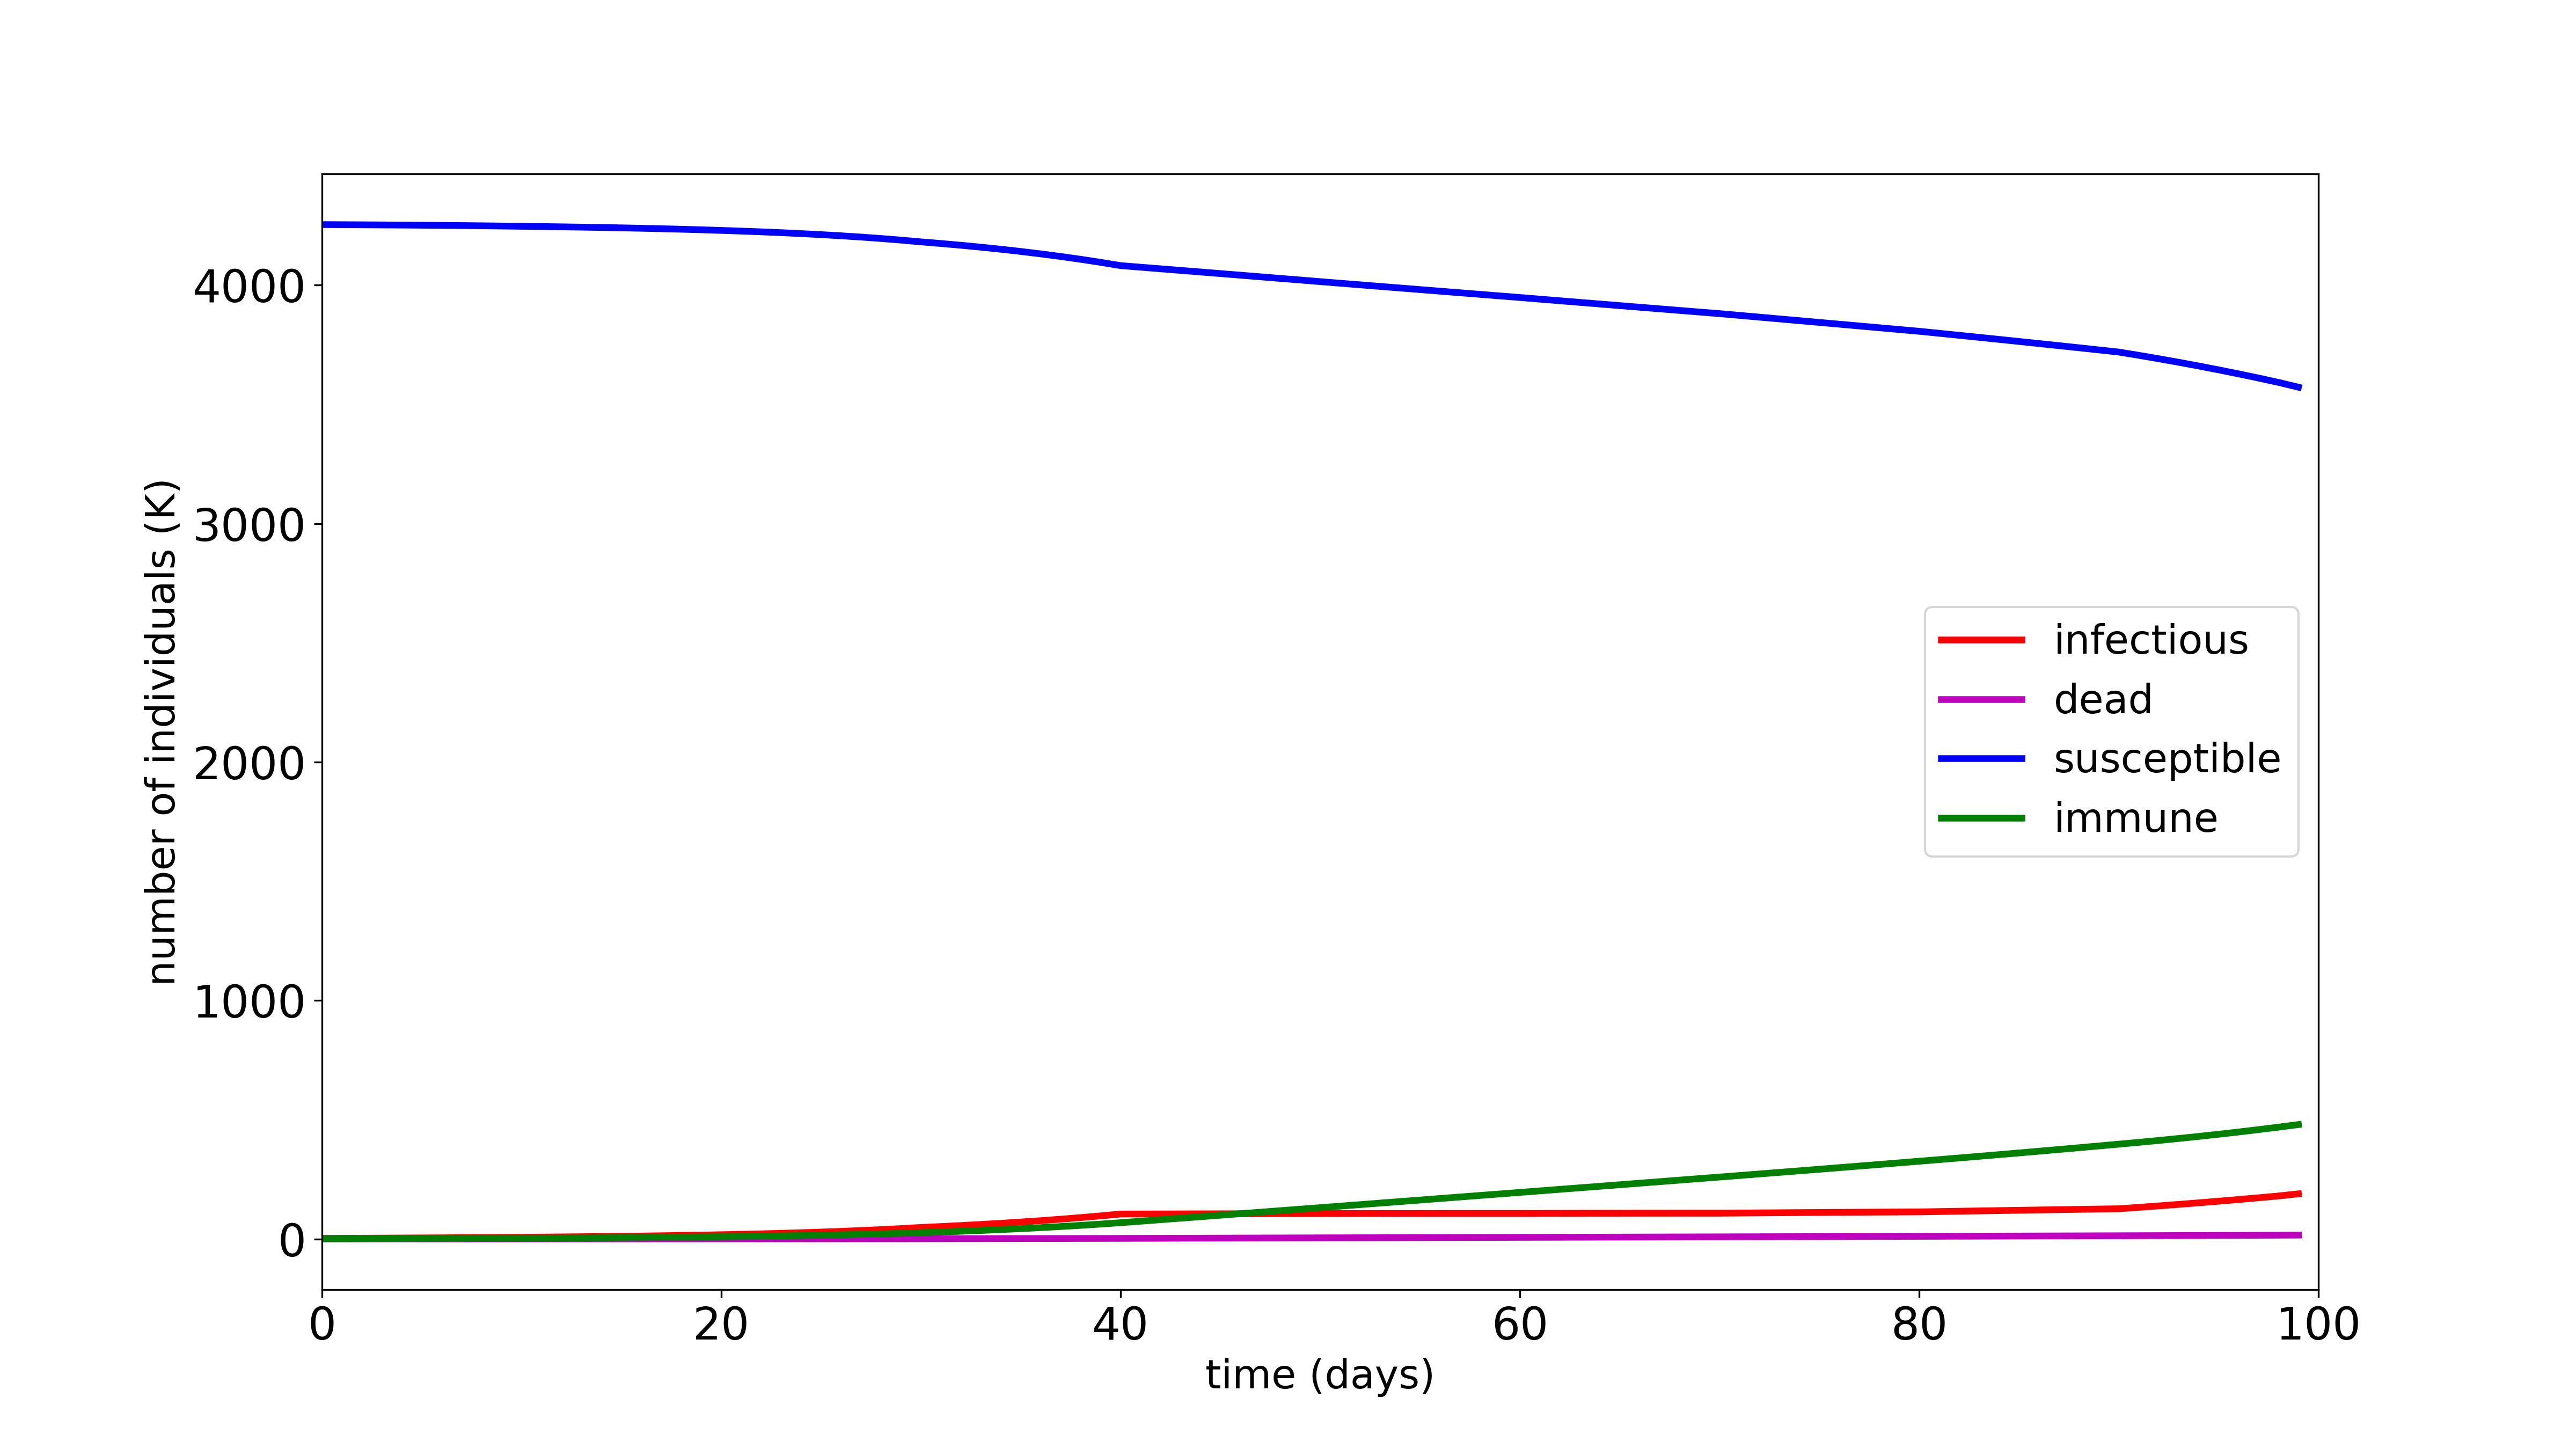 number of individuals (K)
4000
3000
2000
1000
0
infectious
dead
susceptible
immune
0 20 40 60 80 100
time (days)